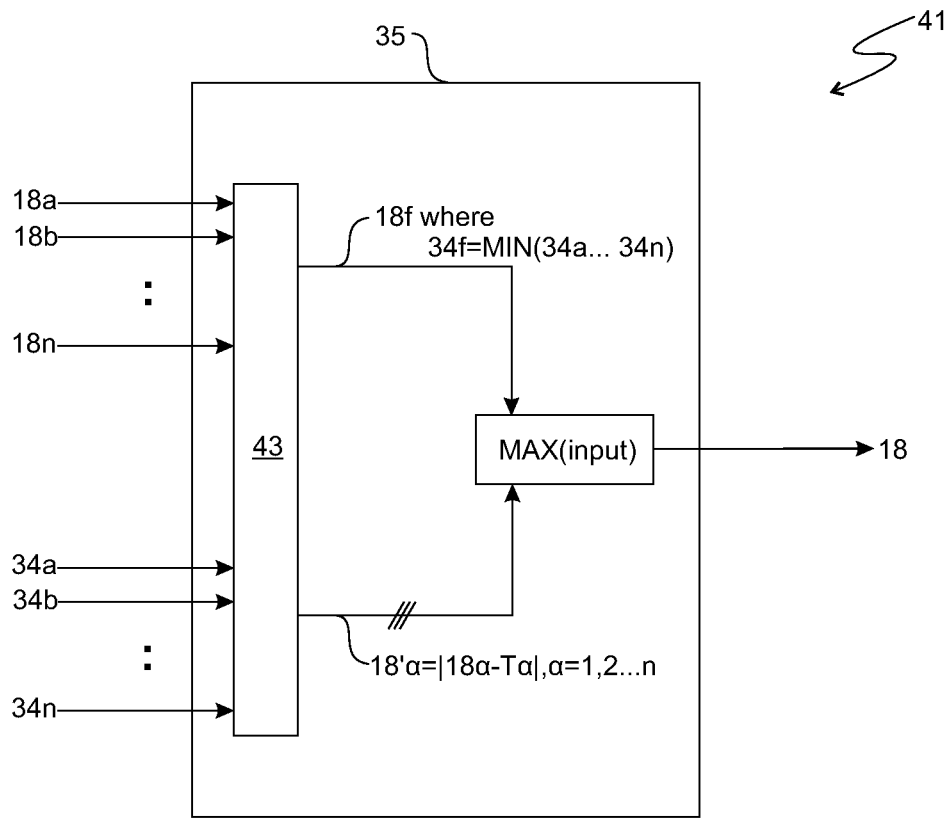 41
35
18a
18b
:
18n
18f where
34f=MIN(34a... 34n)
43
MAX(input)
18
34a
34b
:
34n
18'α=|18α-Tα|,α=1,2...n